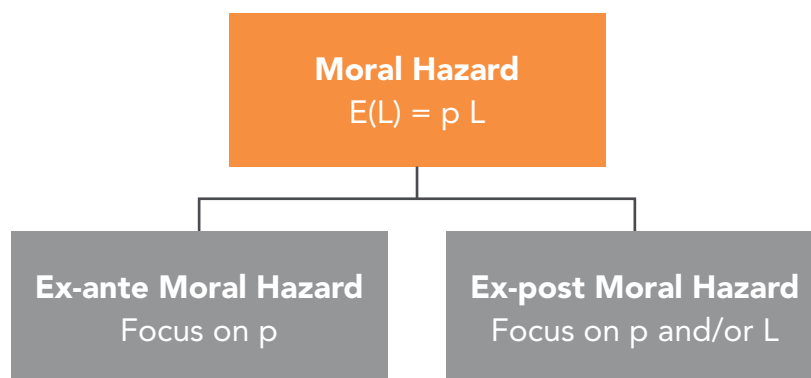 Moral Hazard
E(L) = p L
Ex-ante Moral Hazard
Focus on p
Ex-post Moral Hazard
Focus on p and/or L